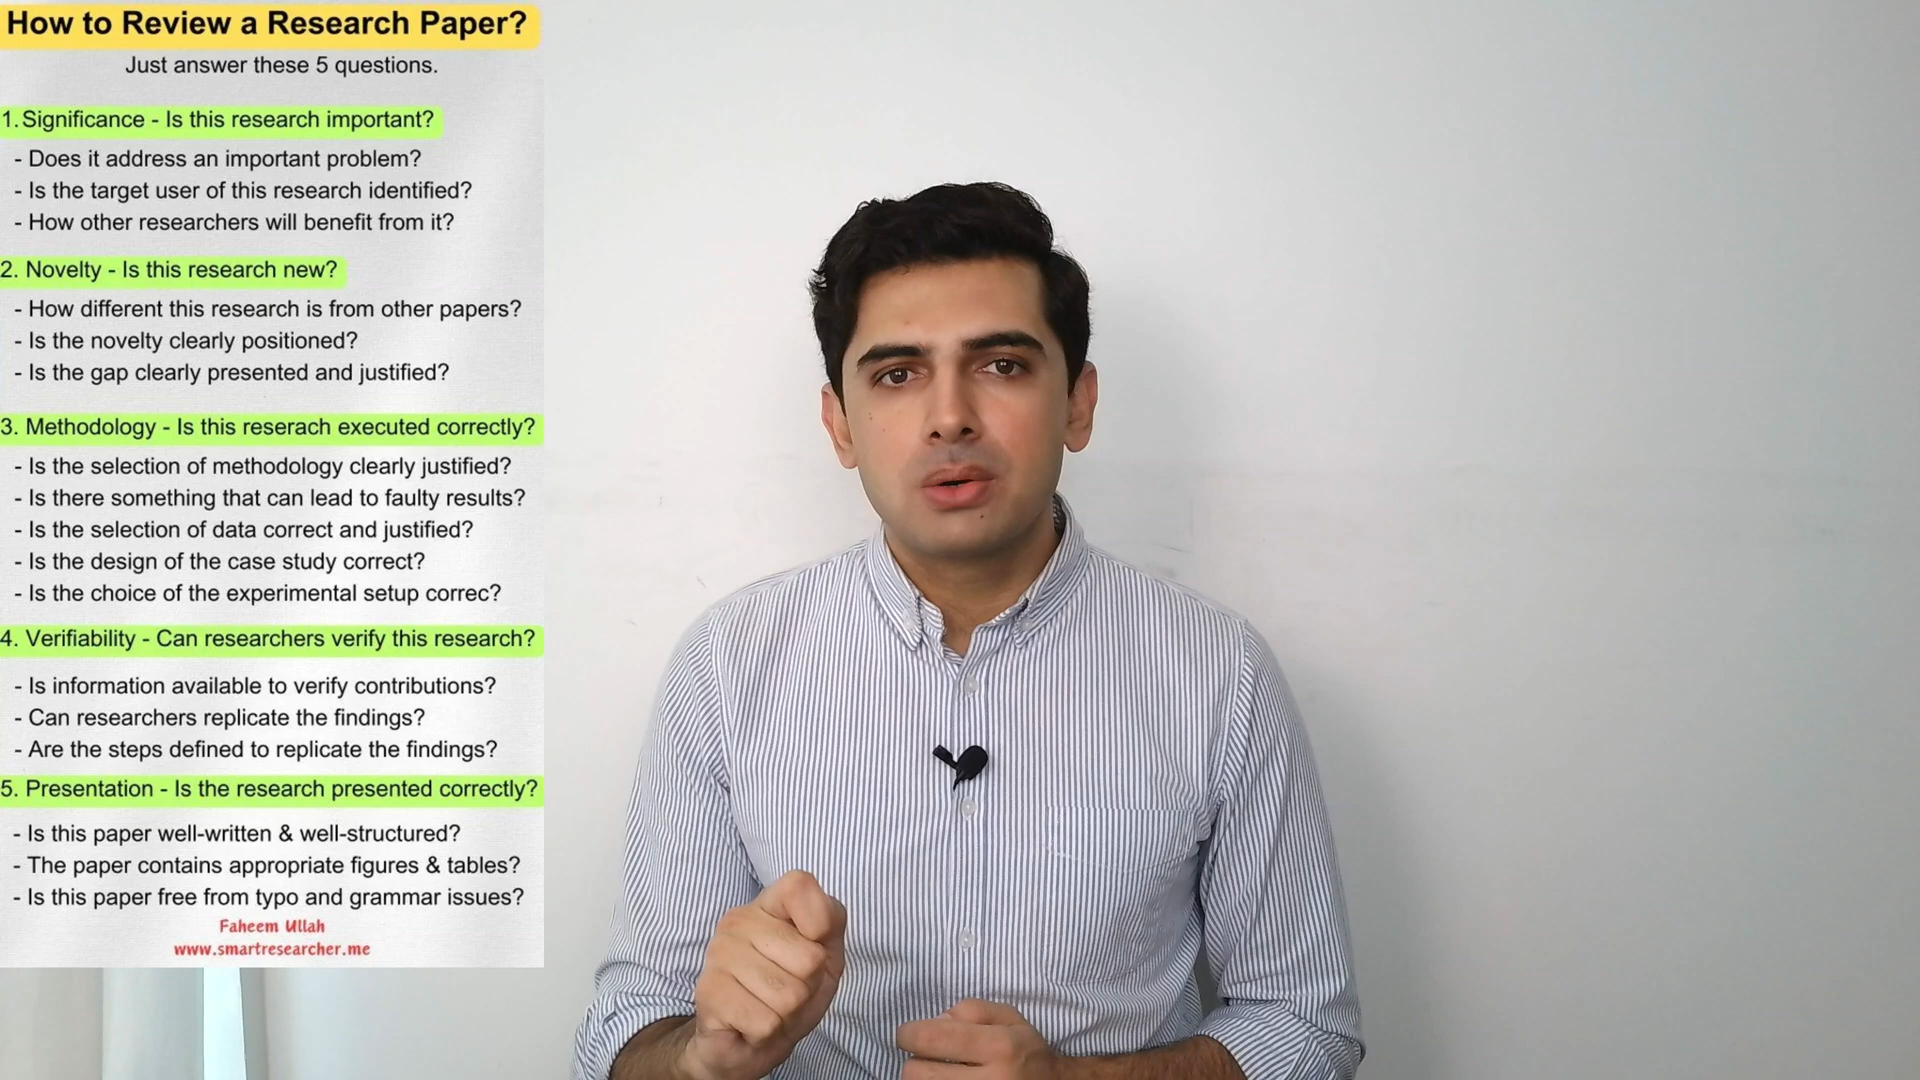 How to Review a Research Paper?
Just answer these 5 questions.
1. Significance - Is this research important?
- Does it address an important problem?
- Is the target user of this research identified?
- How other researchers will benefit from it?
2. Novelty - Is this research new?
- How different this research is from other papers?
- Is the novelty clearly positioned?
- Is the gap clearly presented and justified?
3. Methodology - Is this reserach executed correctly?
- Is the selection of methodology clearly justified?
- Is there something that can lead to faulty results?
- Is the selection of data correct and justified?
- Is the design of the case study correct?
- Is the choice of the experimental setup correc?
4. Verifiability - Can researchers verify this research?
- Is information available to verify contributions?
- Can researchers replicate the findings?
- Are the steps defined to replicate the findings?
5. Presentation - Is the research presented correctly?
- Is this paper well-written & well-structured?
- The paper contains appropriate figures & tables?
- Is this paper free from typo and grammar issues?
Faheem Ullah
www.smartresearcher.me